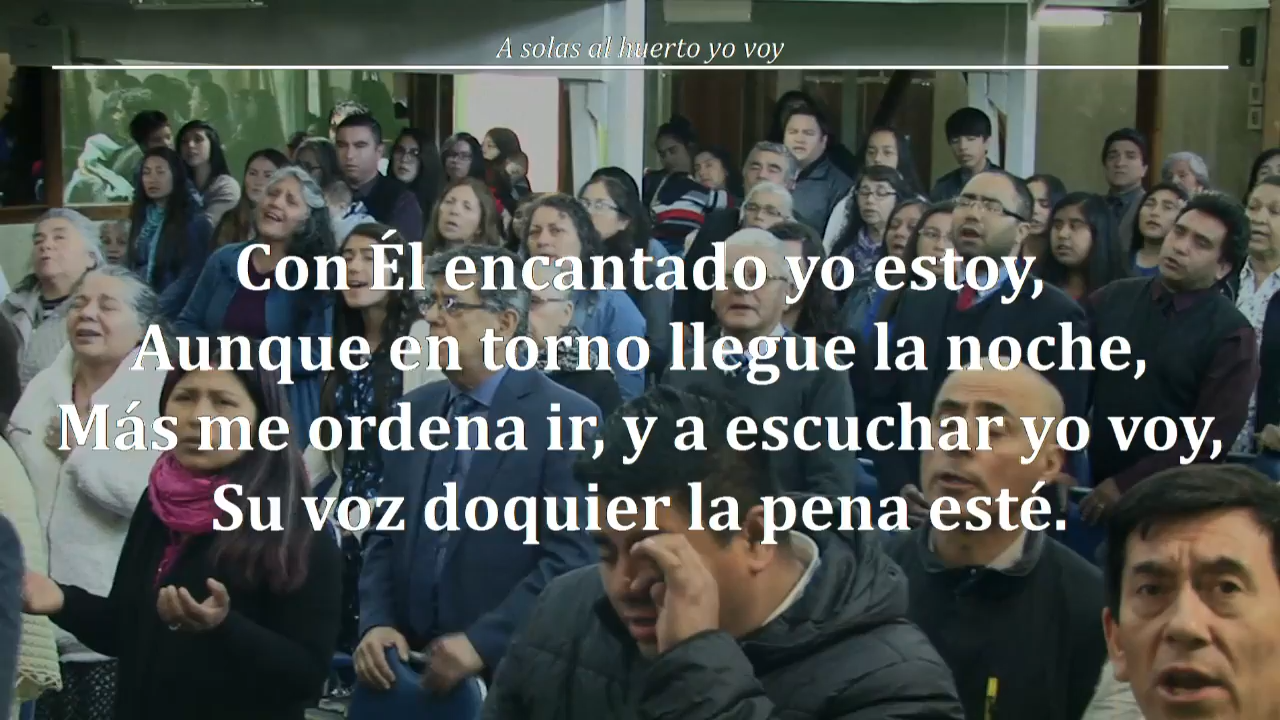 A solas al huerto yo voy
Con Él encantado yo estoy,
Aunque en torno llegue la noche,
Más me ordena ir, y a escuchar yo voy,
Su voz doquier la pena esté.